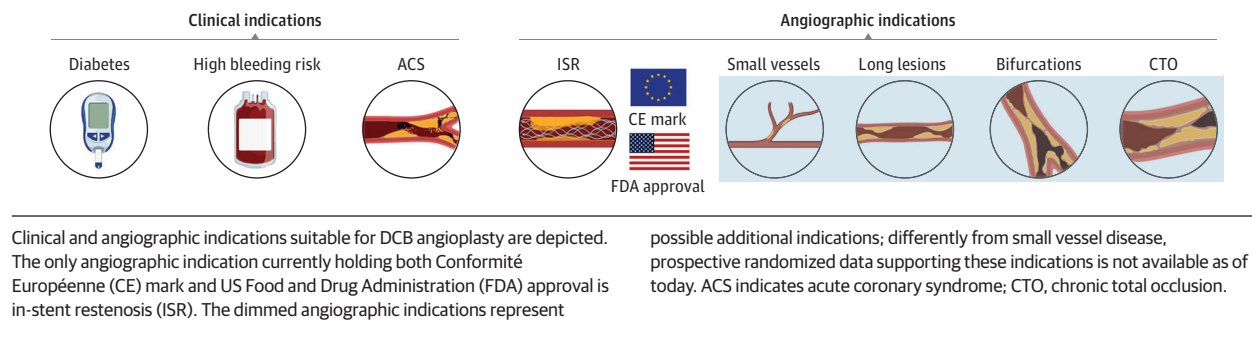 Clinical indications
Angiographic indications
Diabetes
High bleeding risk
ACS
ISR
CE mark
FDA approval
Small vessels
Long lesions
Bifurcations
CTO
Clinical and angiographic indications suitable for DCB angioplasty are depicted.
The only angiographic indication currently holding both Conformité
Européenne (CE) mark and US Food and Drug Administration (FDA) approval is
in-stent restenosis (ISR). The dimmed angiographic indications represent
possible additional indications; differently from small vessel disease,
prospective randomized data supporting these indications is not available as of
today. ACS indicates acute coronary syndrome; CTO, chronic total occlusion.